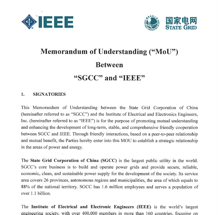 IEEE
国家电网
STATE GRID
Memorandum of Understanding (“MoU”)
Between
“SGCC” and “IEEE”
1. SIGNATORIES
This Memorandum of Understanding between the State Grid Corporation of China
(hereinafter referred to as “SGCC”) and the Institute of Electrical and Electronics Engineers,
Inc. (hereinafter referred to as “IEEE”) is for the purpose of promoting mutual understanding
and enhancing the development of long-term, stable, and comprehensive friendly cooperation
between SGCC and IEEE. Through friendly interactions, based on a peer-to-peer relationship
and mutual benefit, the Parties hereby enter into this MOU to establish a strategic relationship
in the areas of power and energy.
The State Grid Corporation of China (SGCC) is the largest public utility in the world.
SGCC's core business is to build and operate power grids and provide secure, reliable,
economic, clean, and sustainable power supply for the development of the society. Its service
area covers 26 provinces, autonomous regions and municipalities, the area of which equals to
88% of the national territory. SGCC has 1.6 million employees and serves a population of
over 1.1 billion.
The Institute of Electrical and Electronic Engineers (IEEE) is the world's largest
engineering society, with over 400,000 members in more than 160 countries, focusing on